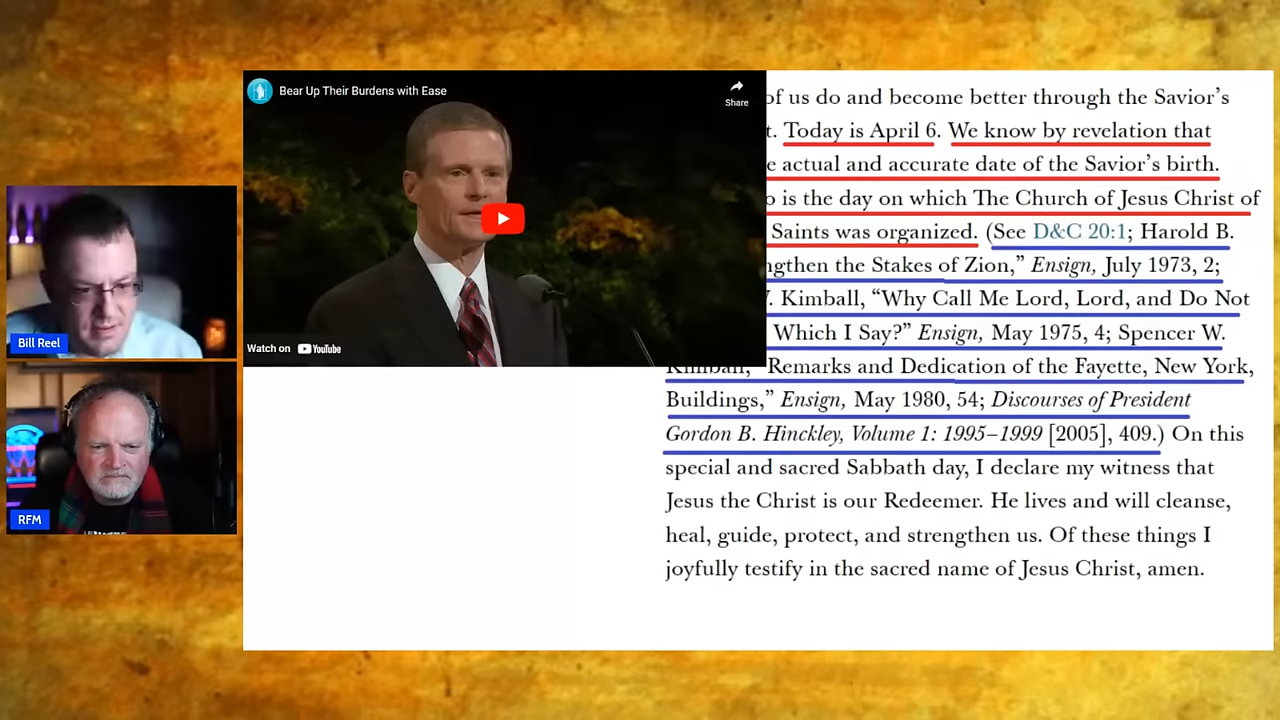 Bear Up Their Burdens with Ease
Share
Watch on YouTube
Bill Reel
RFM
of us do and become better through the Savior's
t. Today is April 6. We know by revelation that
e actual and accurate date of the Savior's birth.
o is the day on which The Church of Jesus Christ of
Saints was organized. (See D&C 20:1; Harold B.
ngthen the Stakes of Zion," Ensign, July 1973, 2;
. Kimball, "Why Call Me Lord, Lord, and Do Not
Which I Say?" Ensign, May 1975, 4; Spencer W.
Kimball, "Remarks and Dedication of the Fayette, New York,
Buildings," Ensign, May 1980, 54; Discourses of President
Gordon B. Hinckley, Volume 1: 1995–1999 [2005], 409.) On this
special and sacred Sabbath day, I declare my witness that
Jesus the Christ is our Redeemer. He lives and will cleanse,
heal, guide, protect, and strengthen us. Of these things I
joyfully testify in the sacred name of Jesus Christ, amen.